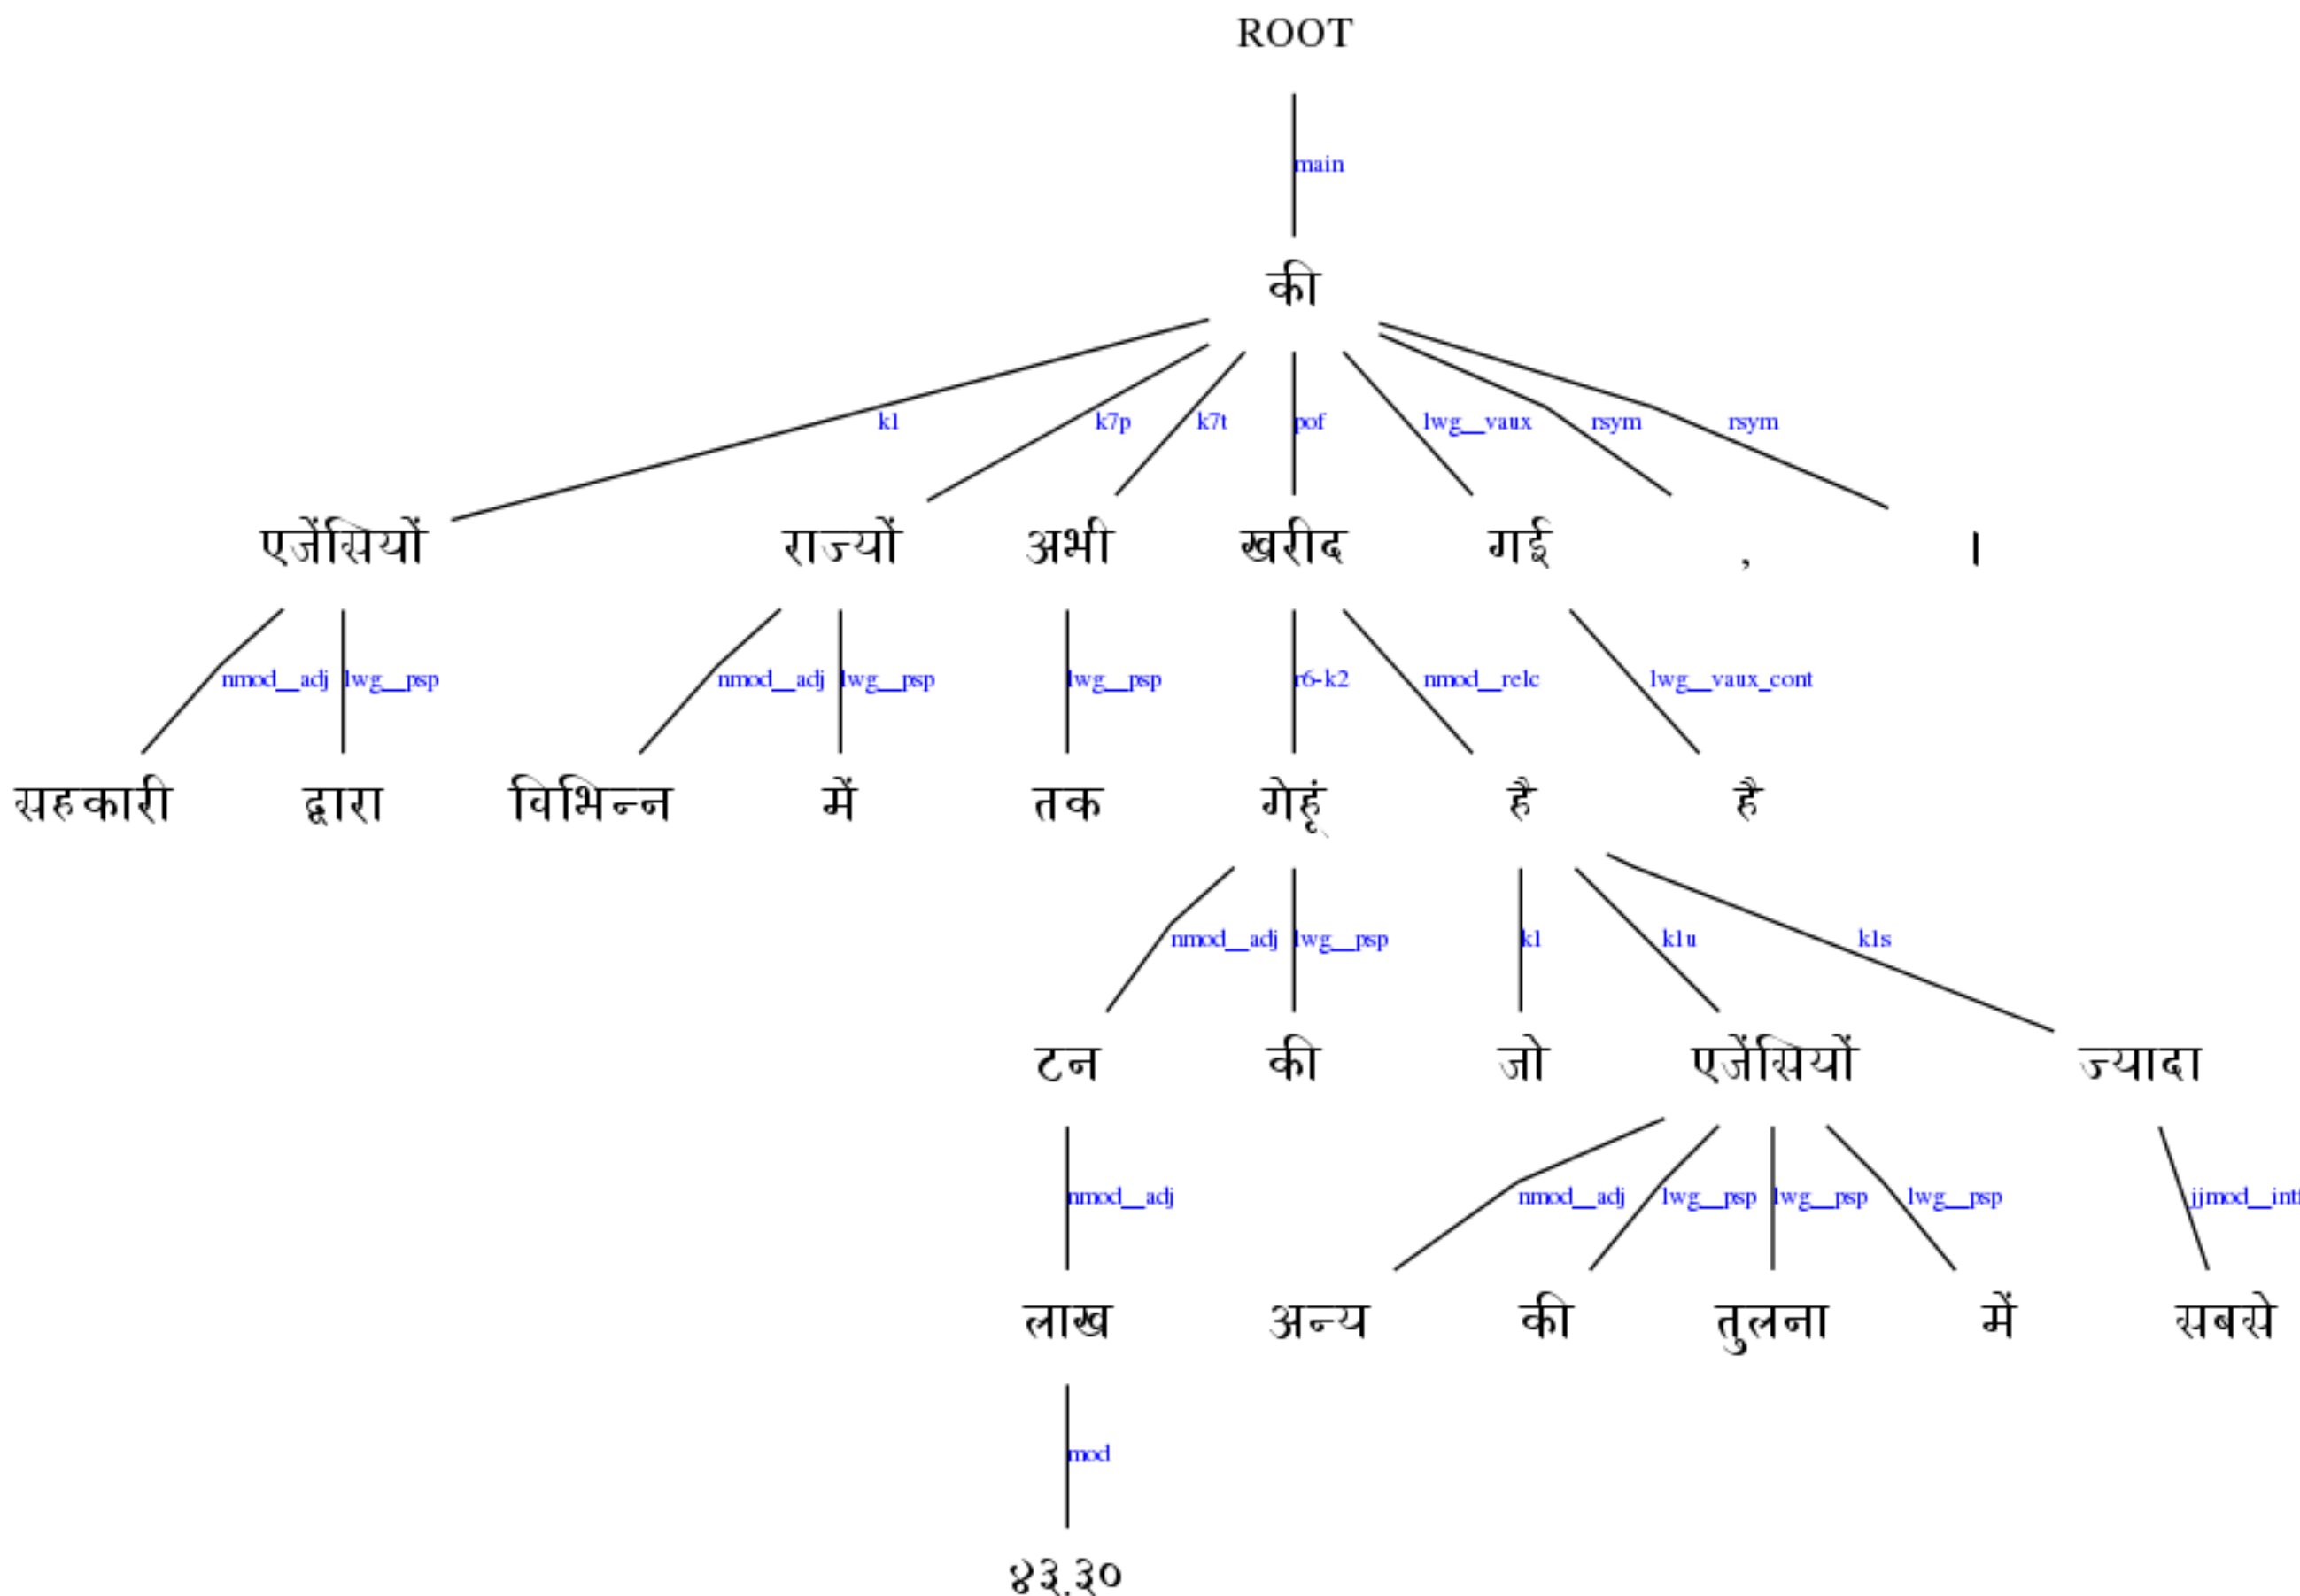 ROOT
main
की
k1 k7p k7t pof lwg__vaux rsym rsym
एजेंसियों राज्यों अभी खरीद गई , ।
nmod__adj lwg__psp nmod__adj lwg__psp lwg__psp r6-k2 nmod__relc lwg__vaux_cont
सहकारी द्वारा विभिन्न में तक गेहूं है है
nmod__adj lwg__psp k1 k1u k1s
टन की जो एजेंसियों ज्यादा
nmod__adj nmod__adj lwg__psp lwg__psp lwg__psp jjmod__intf
लाख अन्य की तुलना में सबसे
mod
४३.३०